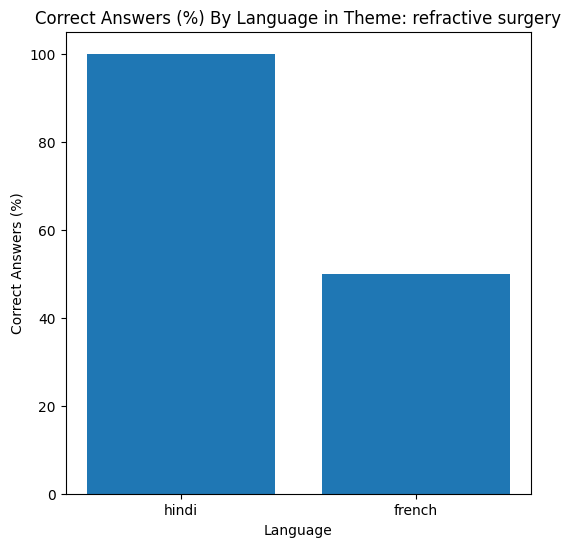 Correct Answers (%) By Language in Theme: refractive surgery
100
80
60
40
20
0
Correct Answers (%)
hindi french
Language